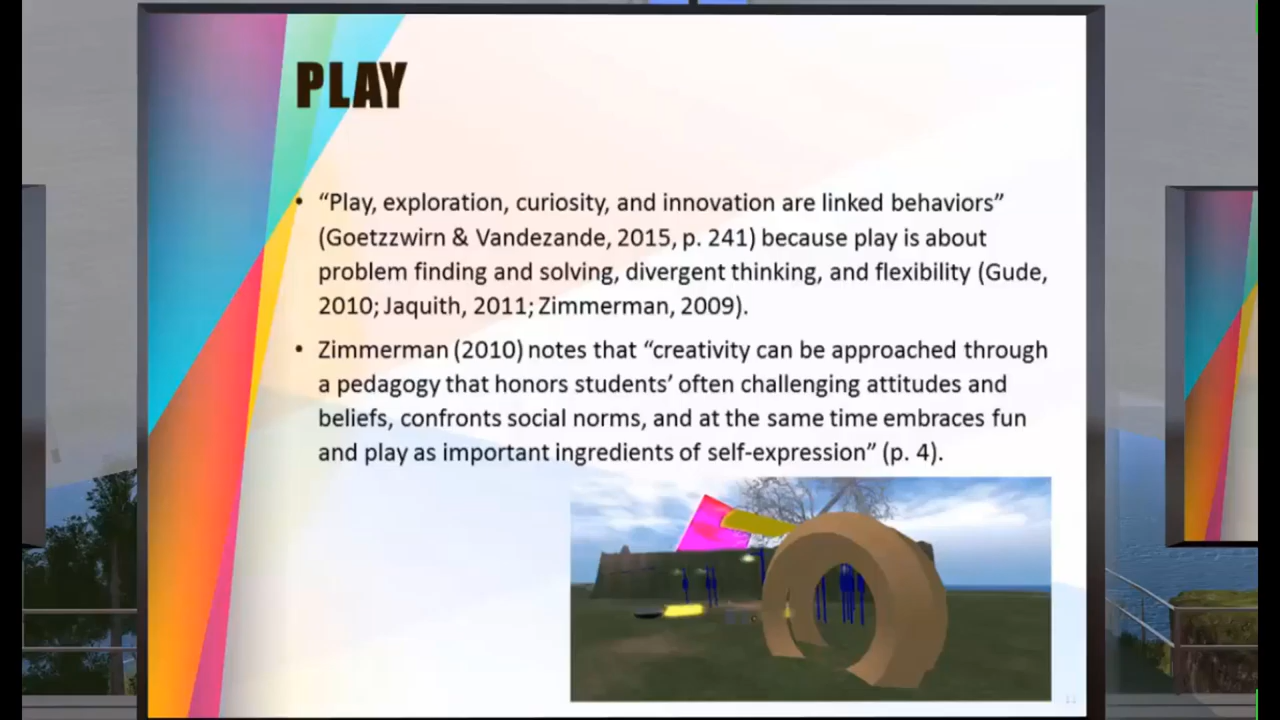 PLAY
• “Play, exploration, curiosity, and innovation are linked behaviors”
(Goetzzwirn & Vandezande, 2015, p. 241) because play is about
problem finding and solving, divergent thinking, and flexibility (Gude,
2010; Jaquith, 2011; Zimmerman, 2009).
• Zimmerman (2010) notes that “creativity can be approached through
a pedagogy that honors students’ often challenging attitudes and
beliefs, confronts social norms, and at the same time embraces fun
and play as important ingredients of self-expression” (p. 4).